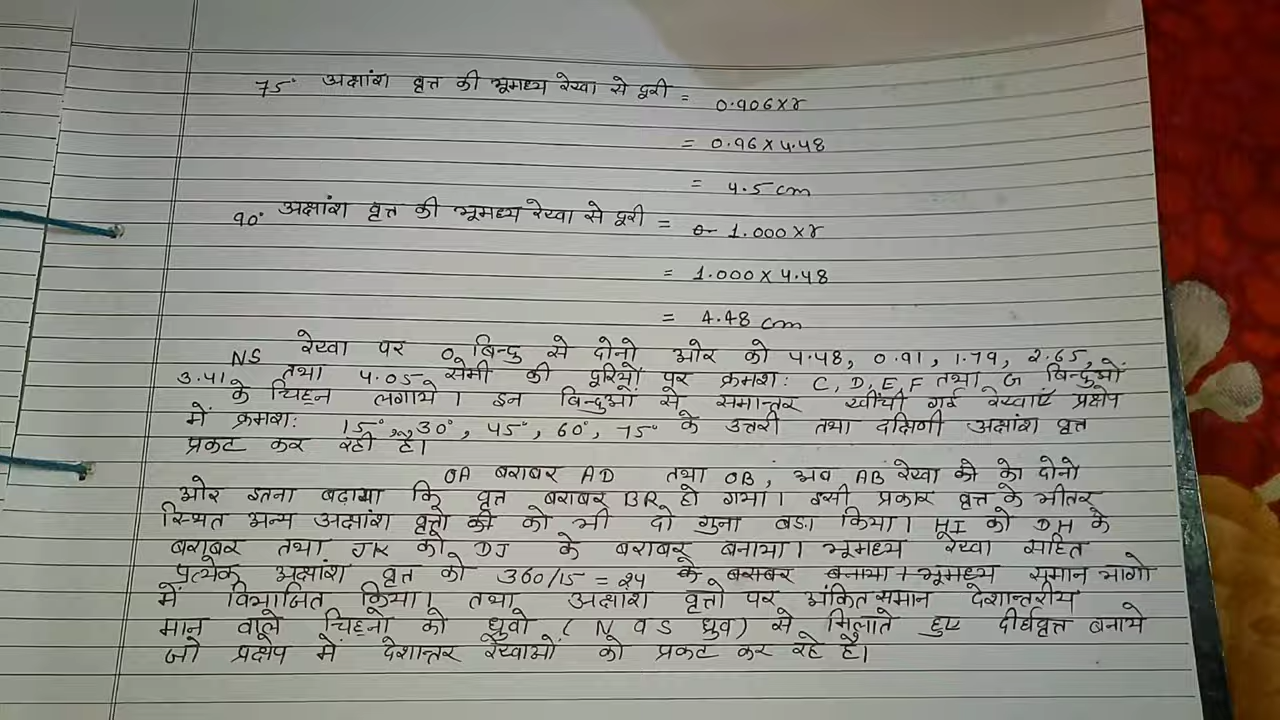 75° अक्षांश वृत्त की भूमध्य रेखा से दूरी = 0.906×r
= 0.96×4.48
= 4.5 cm
90° अक्षांश वृत्त की भूमध्य रेखा से दूरी = 1.000×r
= 1.000×4.48
= 4.48 cm
NS रेखा पर O बिन्दु से दोनो ओर को 4.48, 0.91, 1.79, 2.65,
3.41 तथा 4.05 सेमी की दूरियों पर क्रमश: C, D, E, F तथा G बिन्दुओं
के चिह्न लगाये। इन बिन्दुओं से समान्तर खींची गई रेखाएँ प्रक्षेप
में क्रमश: 15°, 30°, 45°, 60°, 75° के उत्तरी तथा दक्षिणी अक्षांश वृत्त
प्रकट कर रही है।
OA बराबर AD तथा OB, अब AB रेखा की को दोनो
ओर इतना बढ़ाया कि वृत्त बराबर BR हो गया। इसी प्रकार वृत्त के भीतर
स्थित अन्य अक्षांश वृत्तो की को भी दो गुना बड़ा किया। HI को DH के
बराबर तथा JK को DJ के बराबर बनाया। भूमध्य रेखा सहित
प्रत्येक अक्षांश वृत्त को 360/15 = 24 के बराबर बनाया + भूमध्य समान भागो
में विभाजित किया। तथा अक्षांश वृत्तो पर अंकित समान देशान्तरीय
मान वाले चिह्नो को ध्रुवो (N व S ध्रुव) से मिलाते हुए दीर्घवृत्त बनाये
जो प्रक्षेप में देशान्तर रेखाओं को प्रकट कर रहे है।